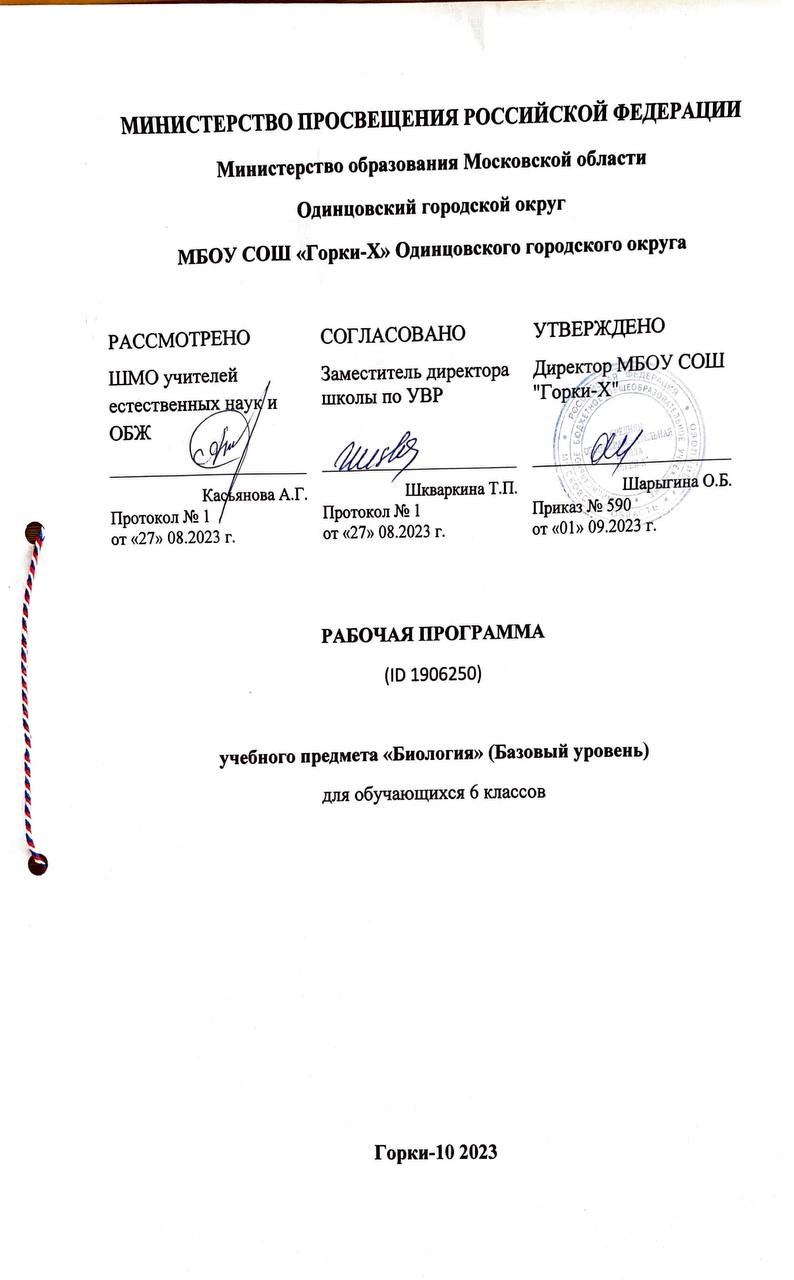 МИНИСТЕРСТВО ПРОСВЕЩЕНИЯ РОССИЙСКОЙ ФЕДЕРАЦИИ
Министерство образования Московской области
Одинцовский городской округ
МБОУ СОШ «Горки-Х» Одинцовского городского округа
РАССМОТРЕНО
ШМО учителей
естественных наук и
ОБЖ
Касьянова А.Г.
Протокол № 1
от «27» 08.2023 г.
СОГЛАСОВАНО
Заместитель директора
школы по УВР
Шкваркина Т.П.
Протокол № 1
от «27» 08.2023 г.
УТВЕРЖДЕНО
Директор МБОУ СОШ
"Горки-Х"
Шарыгина О.Б.
Приказ № 590
от «01» 09.2023 г.
РАБОЧАЯ ПРОГРАММА
(ID 1906250)
учебного предмета «Биология» (Базовый уровень)
для обучающихся 6 классов
Горки-10 2023